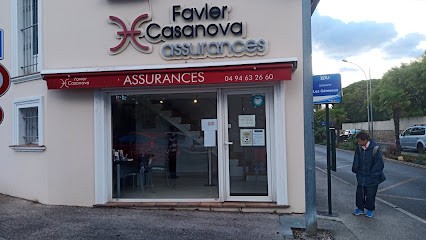 Favier
Casanova
assurances
Favier
Casanova
ASSURANCES
04 94 63 26 60